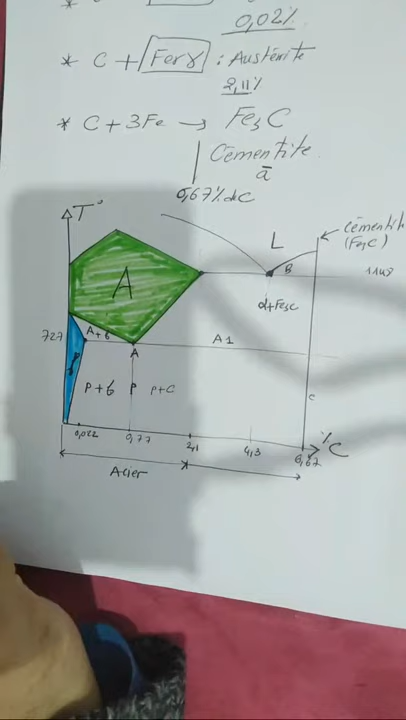 0,02%
* C + Fer γ : Austénite
2,11%
* C + 3Fe → Fe3C
Cémentite
à
6,67% de C
T°
cémentite
(Fe3C)
L
A
B
1148
α+Fe3C
727
A+б
A
A1
P+б
P
P+C
C
0,022
0,77
2,1
4,3
6,67
%C
Acier